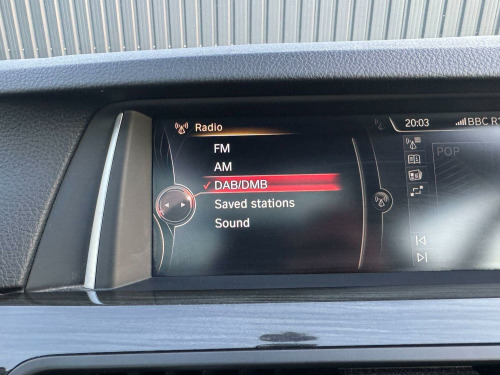 Radio
20:03
BBC R
FM
AM
POP
DAB/DMB
Saved stations
Sound